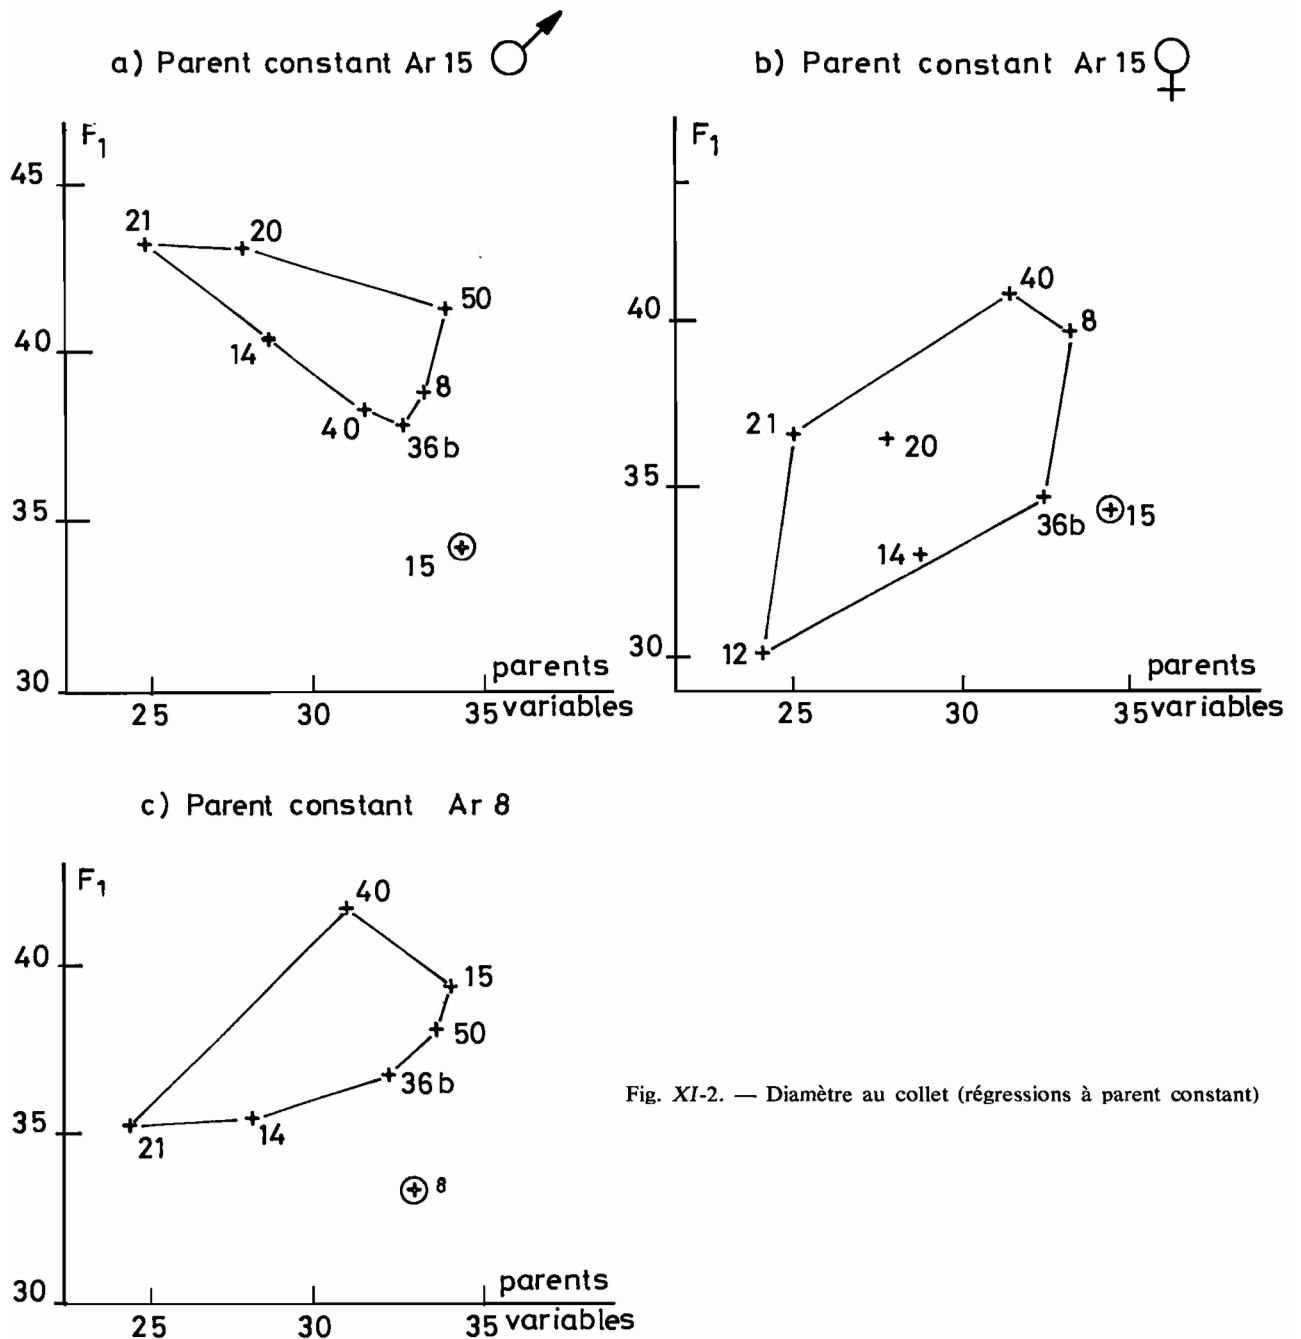 a) Parent constant Ar 15 ♂
F₁
45
40
35
30
21
20
50
14
8
40
36b
15
parents
variables
25
30
35
b) Parent constant Ar 15 ♀
F₁
40
35
30
40
8
21
20
36b
15
14
12
parents
variables
25
30
35
c) Parent constant Ar 8
F₁
40
35
30
40
15
50
36b
21
14
8
parents
variables
25
30
35
Fig. XI-2. — Diamètre au collet (régressions à parent constant)